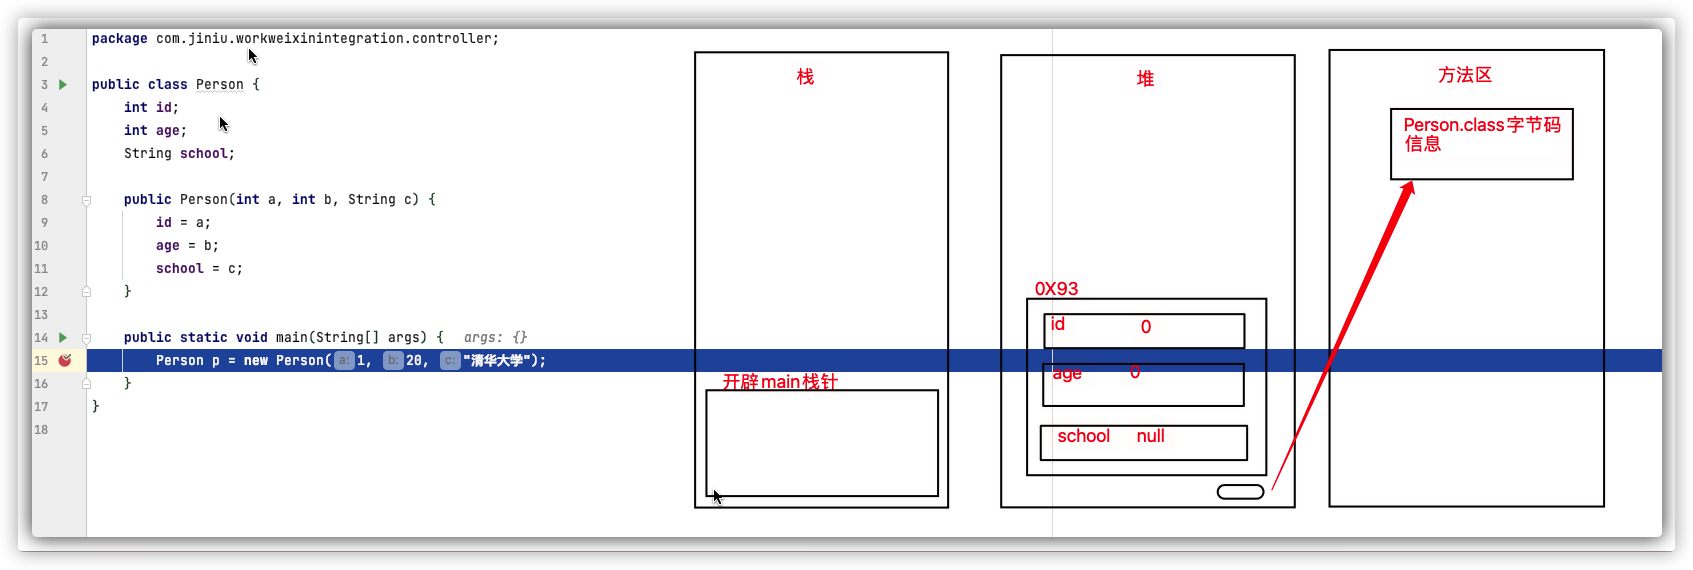 1 package com.jiniu.workweixinintegration.controller;
2
3 public class Person {
4 int id;
5 int age;
6 String school;
7
8 public Person(int a, int b, String c) {
9 id = a;
10 age = b;
11 school = c;
12 }
13
14 public static void main(String[] args) { args: {}
15 Person p = new Person( a: 1, b: 20, c: "清华大学");
16 }
17 }
18
栈
开辟main栈针
堆
0X93
id 0
age 0
school null
方法区
Person.class字节码
信息